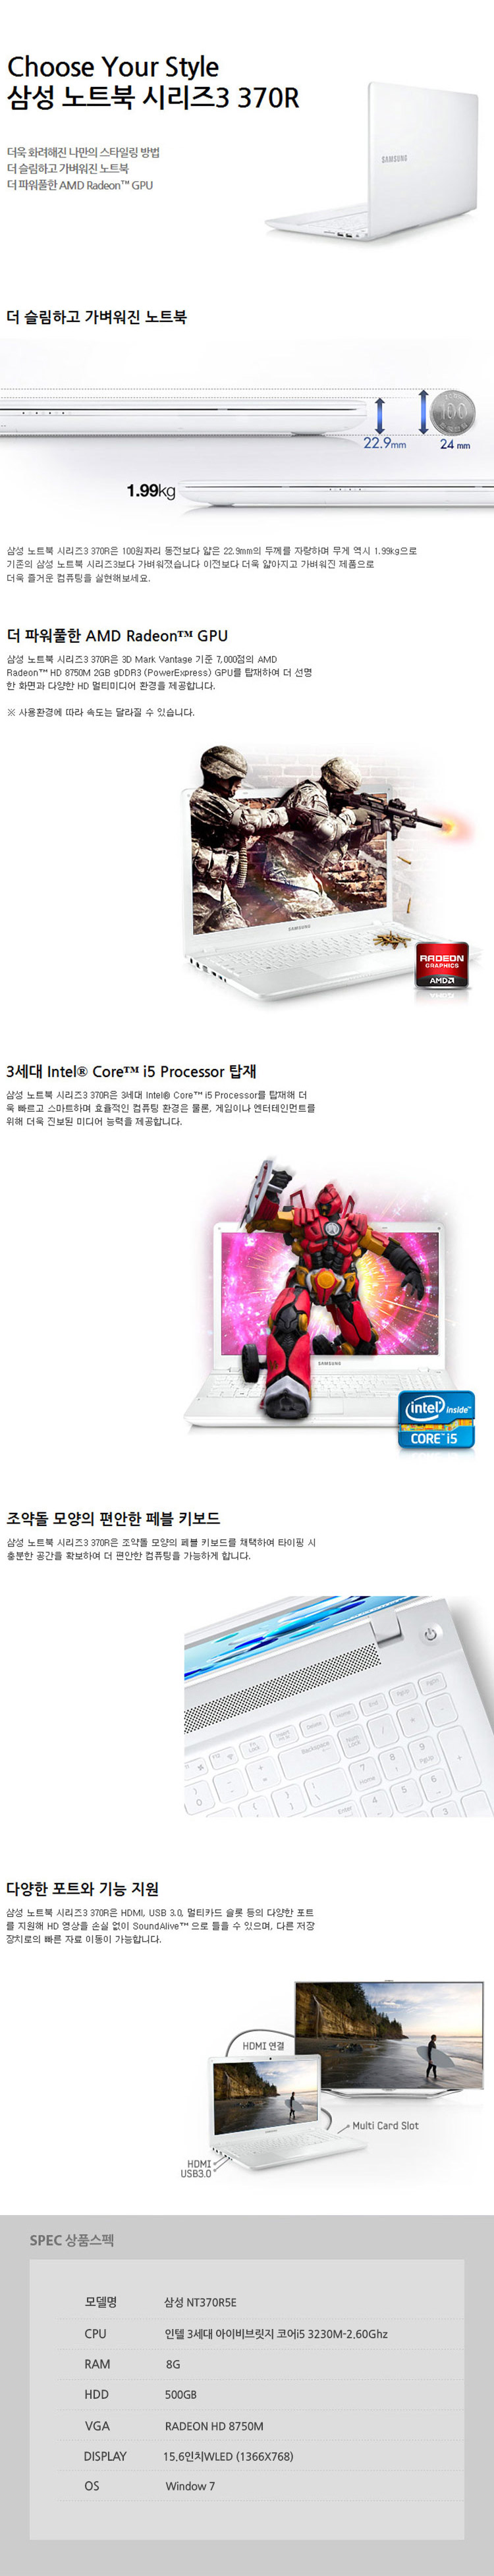 Choose Your Style
삼성 노트북 시리즈3 370R
더욱 화려해진 나만의 스타일링 방법
더 슬림하고 가벼워진 노트북
더 파워풀한 AMD Radeon™ GPU
SAMSUNG
더 슬림하고 가벼워진 노트북
100
22.9mm
24 mm
1.99kg
삼성 노트북 시리즈3 370R은 100원짜리 동전보다 얇은 22.9mm의 두께를 자랑하며 무게 역시 1.99kg으로
기존의 삼성 노트북 시리즈3보다 가벼워졌습니다 이전보다 더욱 얇아지고 가벼워진 제품으로
더욱 즐거운 컴퓨팅을 실현해보세요.
더 파워풀한 AMD Radeon™ GPU
삼성 노트북 시리즈3 370R은 3D Mark Vantage 기준 7,000점의 AMD
Radeon™ HD 8750M 2GB gDDR3 (PowerExpress) GPU를 탑재하여 더 선명
한 화면과 다양한 HD 멀티미디어 환경을 제공합니다.
※ 사용환경에 따라 속도는 달라질 수 있습니다.
SAMSUNG
RADEON
GRAPHICS
AMD
3세대 Intel® Core™ i5 Processor 탑재
삼성 노트북 시리즈3 370R은 3세대 Intel® Core™ i5 Processor를 탑재해 더
욱 빠르고 스마트하며 효율적인 컴퓨팅 환경은 물론, 게임이나 엔터테인먼트를
위해 더욱 진보된 미디어 능력을 제공합니다.
SAMSUNG
intel inside™
CORE™ i5
조약돌 모양의 편안한 페블 키보드
삼성 노트북 시리즈3 370R은 조약돌 모양의 페블 키보드를 채택하여 타이핑 시
충분한 공간을 확보하여 더 편안한 컴퓨팅을 가능하게 합니다.
F12 Fn Lock Insert Delete Home End PgUp PgDn
Backspace Num Lock / * -
7 Home 8 9 PgUp +
Enter 4 5 6
1 2 3
다양한 포트와 기능 지원
삼성 노트북 시리즈3 370R은 HDMI, USB 3.0, 멀티카드 슬롯 등의 다양한 포트
를 지원해 HD 영상을 손실 없이 SoundAlive™ 으로 들을 수 있으며, 다른 저장
장치로의 빠른 자료 이동이 가능합니다.
HDMI 연결
Multi Card Slot
HDMI
USB3.0
SPEC 상품스펙
모델명 삼성 NT370R5E
CPU 인텔 3세대 아이비브릿지 코어i5 3230M-2.60Ghz
RAM 8G
HDD 500GB
VGA RADEON HD 8750M
DISPLAY 15.6인치WLED (1366X768)
OS Window 7